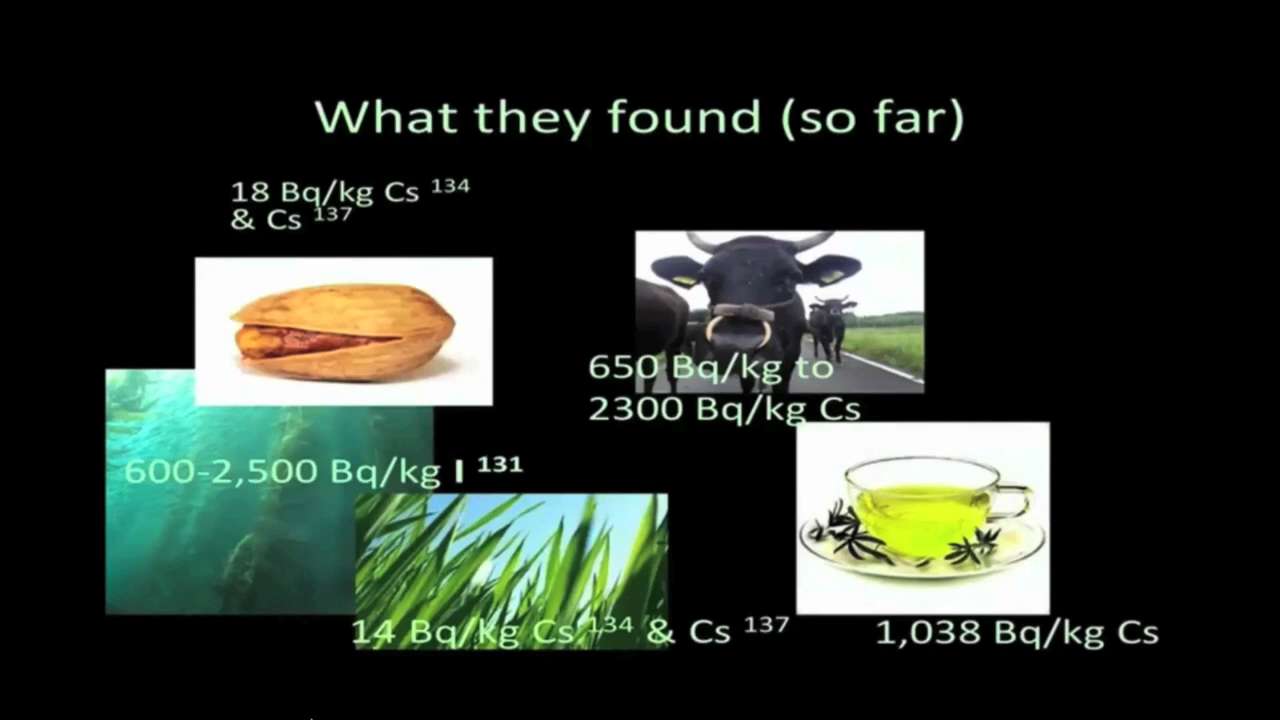 What they found (so far)
18 Bq/kg Cs ¹³⁴
& Cs ¹³⁷
650 Bq/kg to
2300 Bq/kg Cs
600-2,500 Bq/kg I ¹³¹
14 Bq/kg Cs ¹³⁴ & Cs ¹³⁷
1,038 Bq/kg Cs